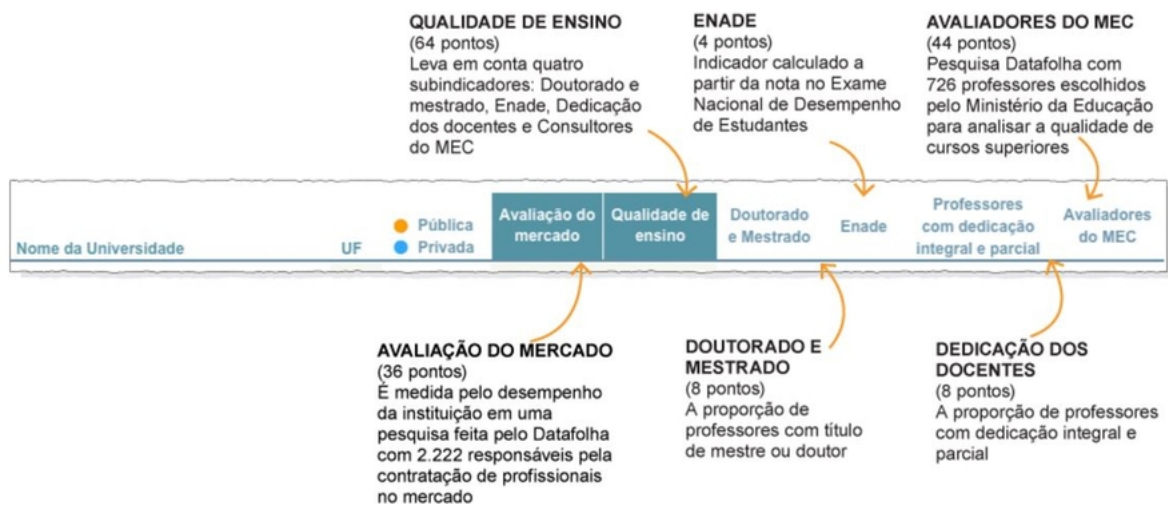 QUALIDADE DE ENSINO
(64 pontos)
Leva em conta quatro
subindicadores: Doutorado e
mestrado, Enade, Dedicação
dos docentes e Consultores
do MEC
ENADE
(4 pontos)
Indicador calculado a
partir da nota no Exame
Nacional de Desempenho
de Estudantes
AVALIADORES DO MEC
(44 pontos)
Pesquisa Datafolha com
726 professores escolhidos
pelo Ministério da Educação
para analisar a qualidade de
cursos superiores
Nome da Universidade
UF
Pública
Privada
Avaliação do
mercado
Qualidade de
ensino
Doutorado
e Mestrado
Enade
Professores
com dedicação
integral e parcial
Avaliadores
do MEC
AVALIAÇÃO DO MERCADO
(36 pontos)
É medida pelo desempenho
da instituição em uma
pesquisa feita pelo Datafolha
com 2.222 responsáveis pela
contratação de profissionais
no mercado
DOUTORADO E
MESTRADO
(8 pontos)
A proporção de
professores com título
de mestre ou doutor
DEDICAÇÃO DOS
DOCENTES
(8 pontos)
A proporção de professores
com dedicação integral e
parcial